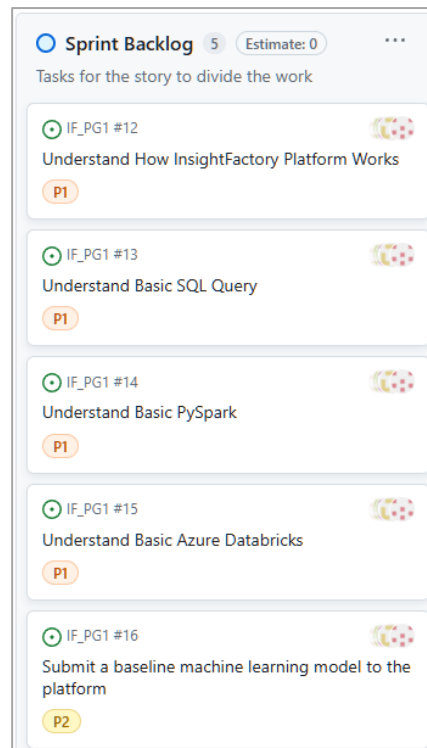 Sprint Backlog 5 Estimate: 0 ...
Tasks for the story to divide the work
IF_PG1 #12
Understand How InsightFactory Platform Works
P1
IF_PG1 #13
Understand Basic SQL Query
P1
IF_PG1 #14
Understand Basic PySpark
P1
IF_PG1 #15
Understand Basic Azure Databricks
P1
IF_PG1 #16
Submit a baseline machine learning model to the
platform
P2